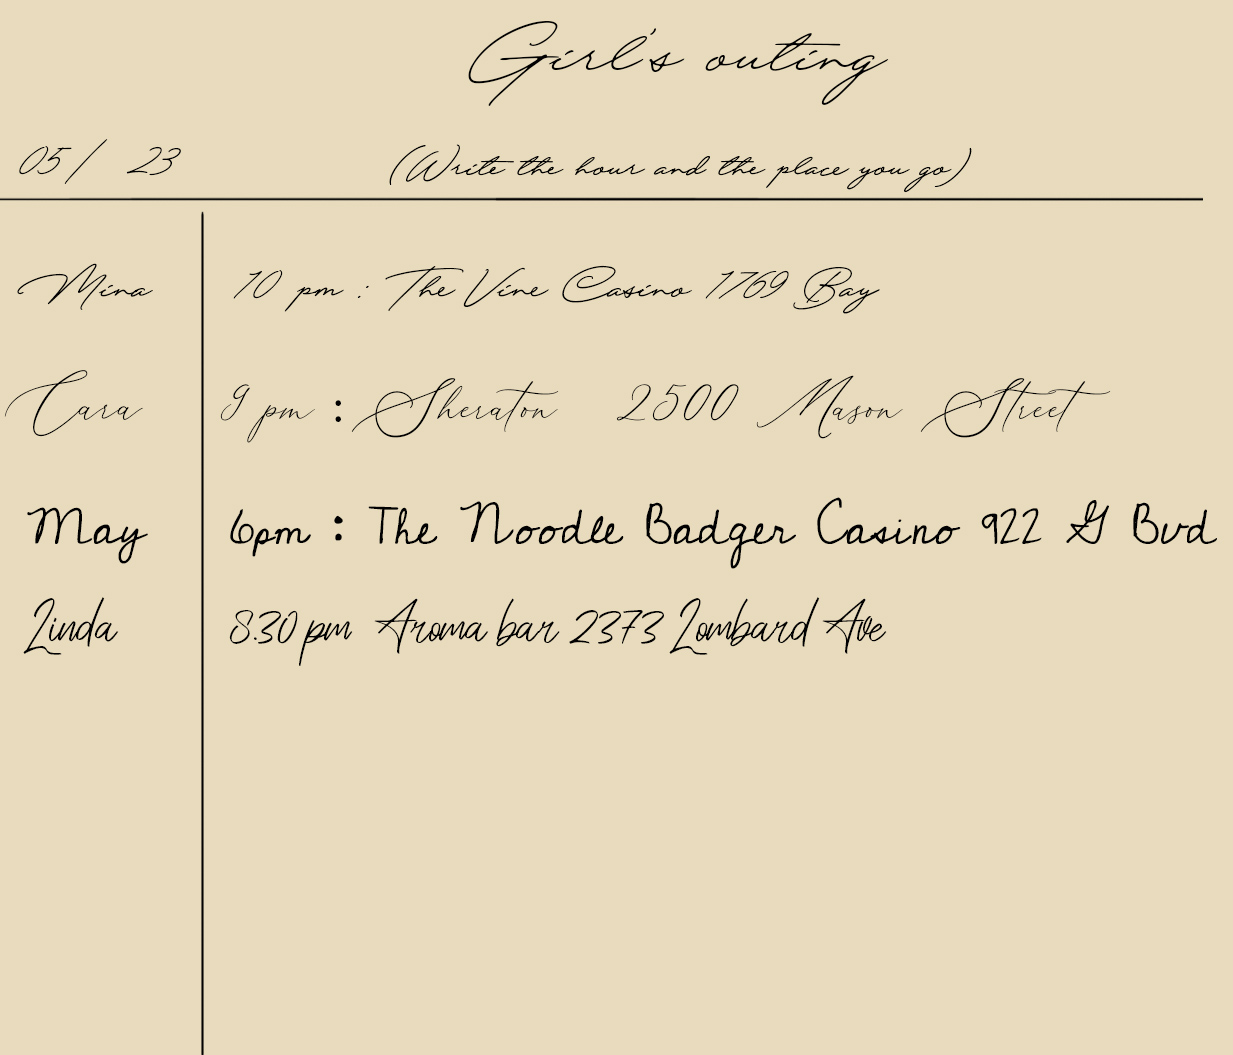 Girl's outing
05/ 23 (Write the hour and the place you go)
Mina 10 pm : The Vine Casino 1769 Bay
Cara 9 pm : Sheraton 2500 Mason Street
May 6pm : The Noodle Badger Casino 922 G Bvd
Linda 8.30 pm Aroma bar 2373 Lombard Ave